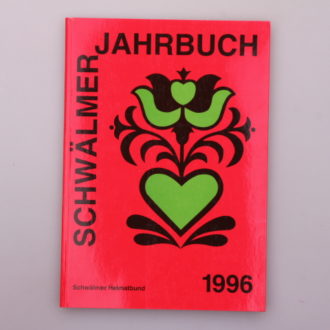 SCHWÄLMER
JAHRBUCH
Schwälmer Heimatbund
1996